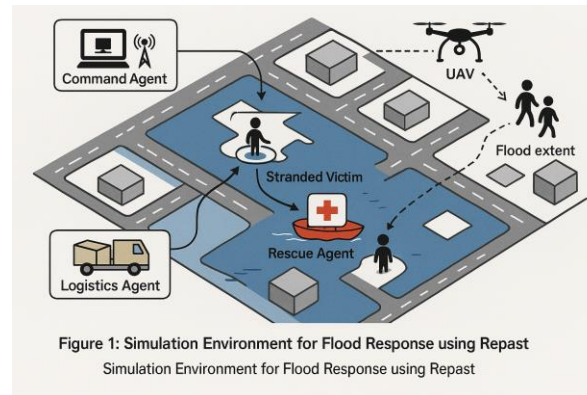 Command Agent
UAV
Flood extent
Stranded Victim
Rescue Agent
Logistics Agent
Figure 1: Simulation Environment for Flood Response using Repast
Simulation Environment for Flood Response using Repast